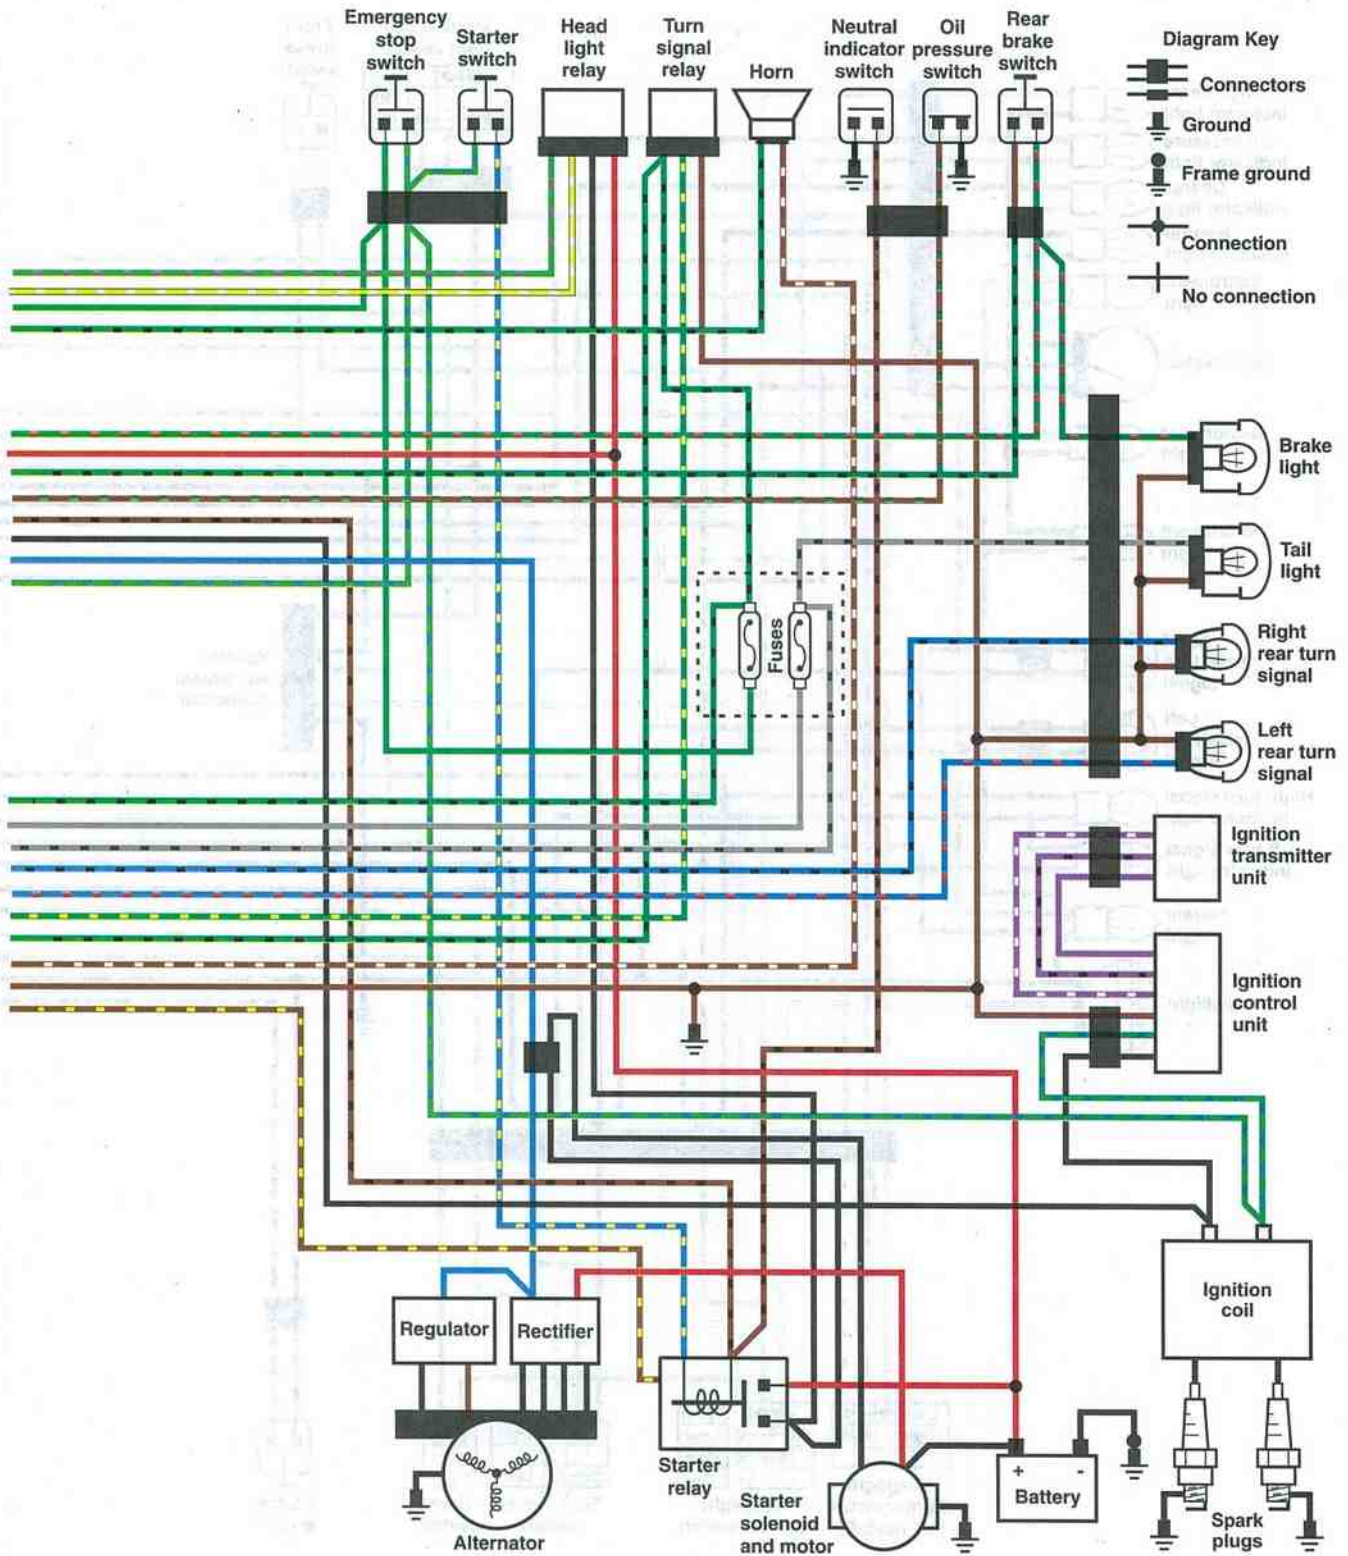 Emergency
stop
switch
Starter
switch
Head
light
relay
Turn
signal
relay
Horn
Neutral
indicator
switch
Oil
pressure
switch
Rear
brake
switch
Diagram Key
Connectors
Ground
Frame ground
Connection
No connection
Brake
light
Tail
light
Fuses
Right
rear turn
signal
Left
rear turn
signal
Ignition
transmitter
unit
Ignition
control
unit
Ignition
coil
Regulator
Rectifier
Alternator
Starter
relay
Starter
solenoid
and motor
+ -
Battery
Spark
plugs